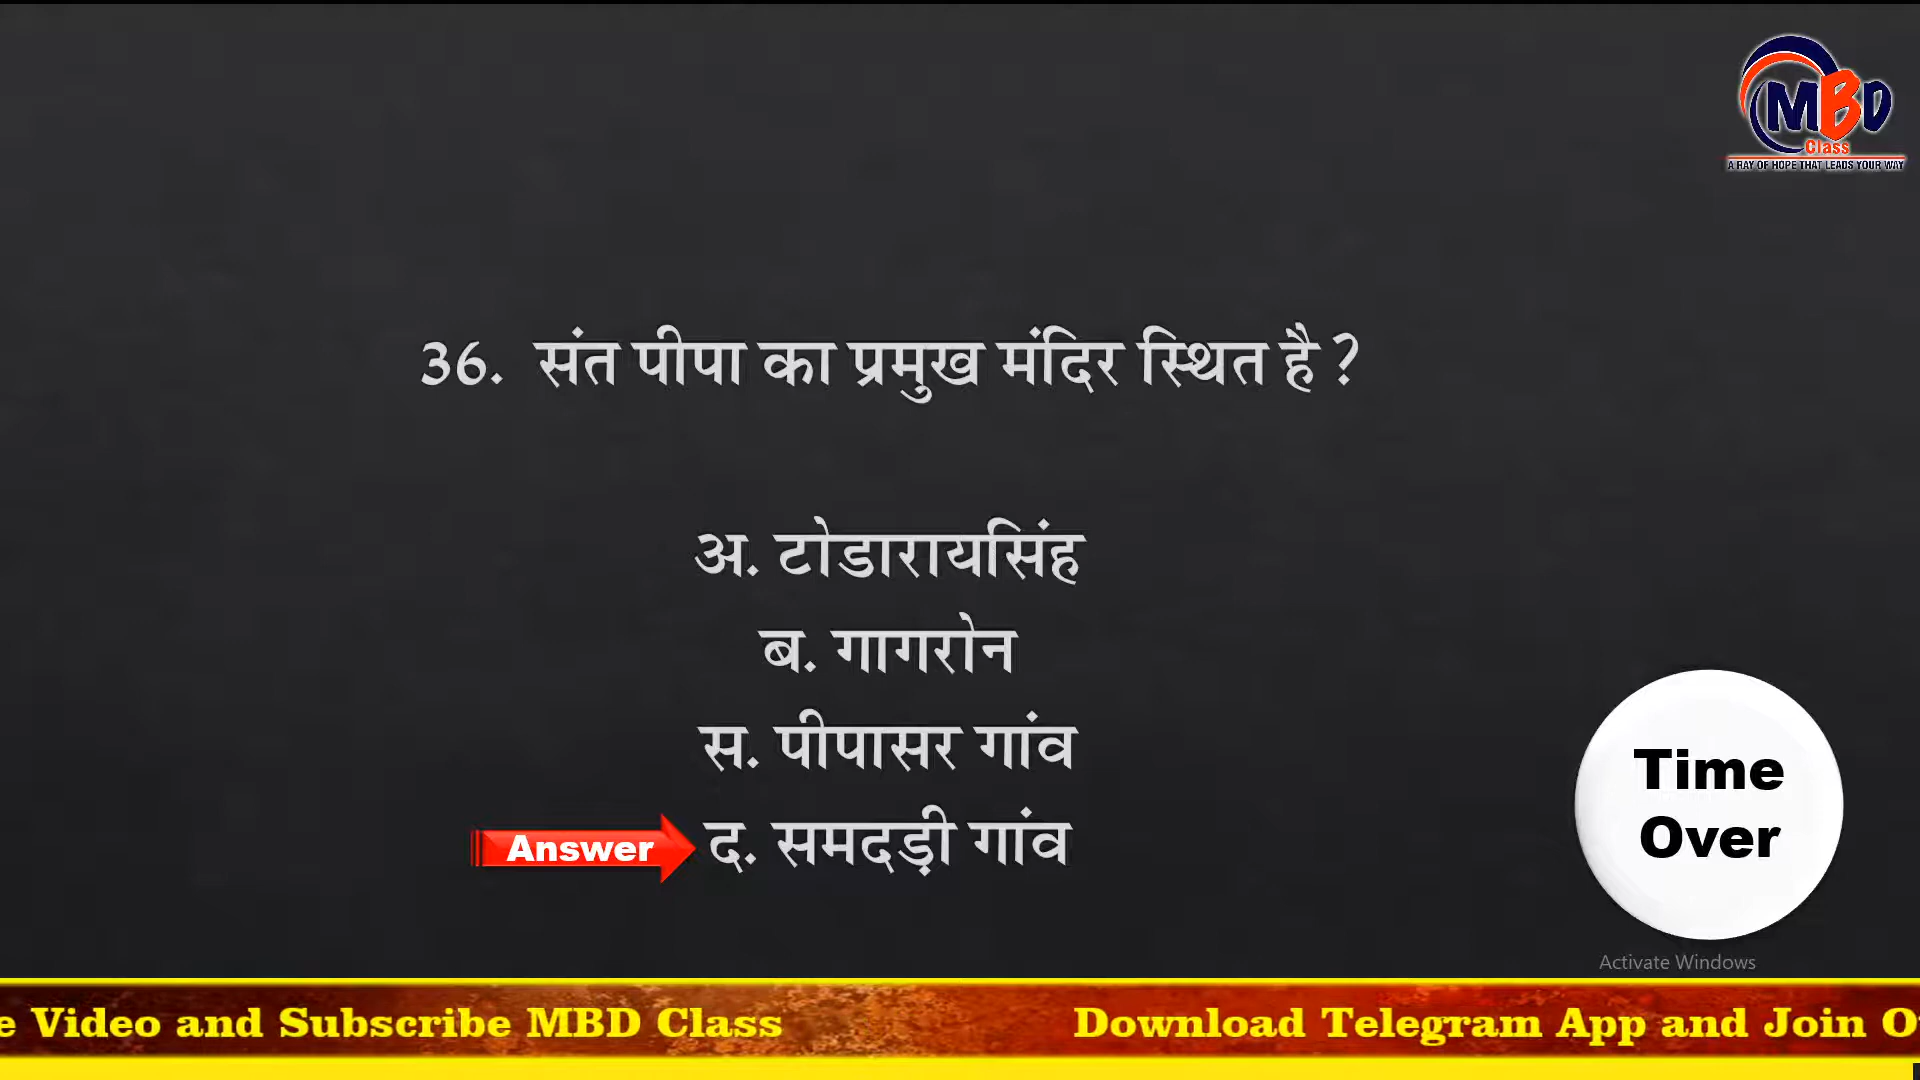 MBD
Class
A RAY OF HOPE THAT LEADS YOUR WAY
36. संत पीपा का प्रमुख मंदिर स्थित है ?
अ. टोडारायसिंह
ब. गागरोन
स. पीपासर गांव
Answer द. समदड़ी गांव
Time
Over
Activate Windows
e Video and Subscribe MBD Class Download Telegram App and Join O